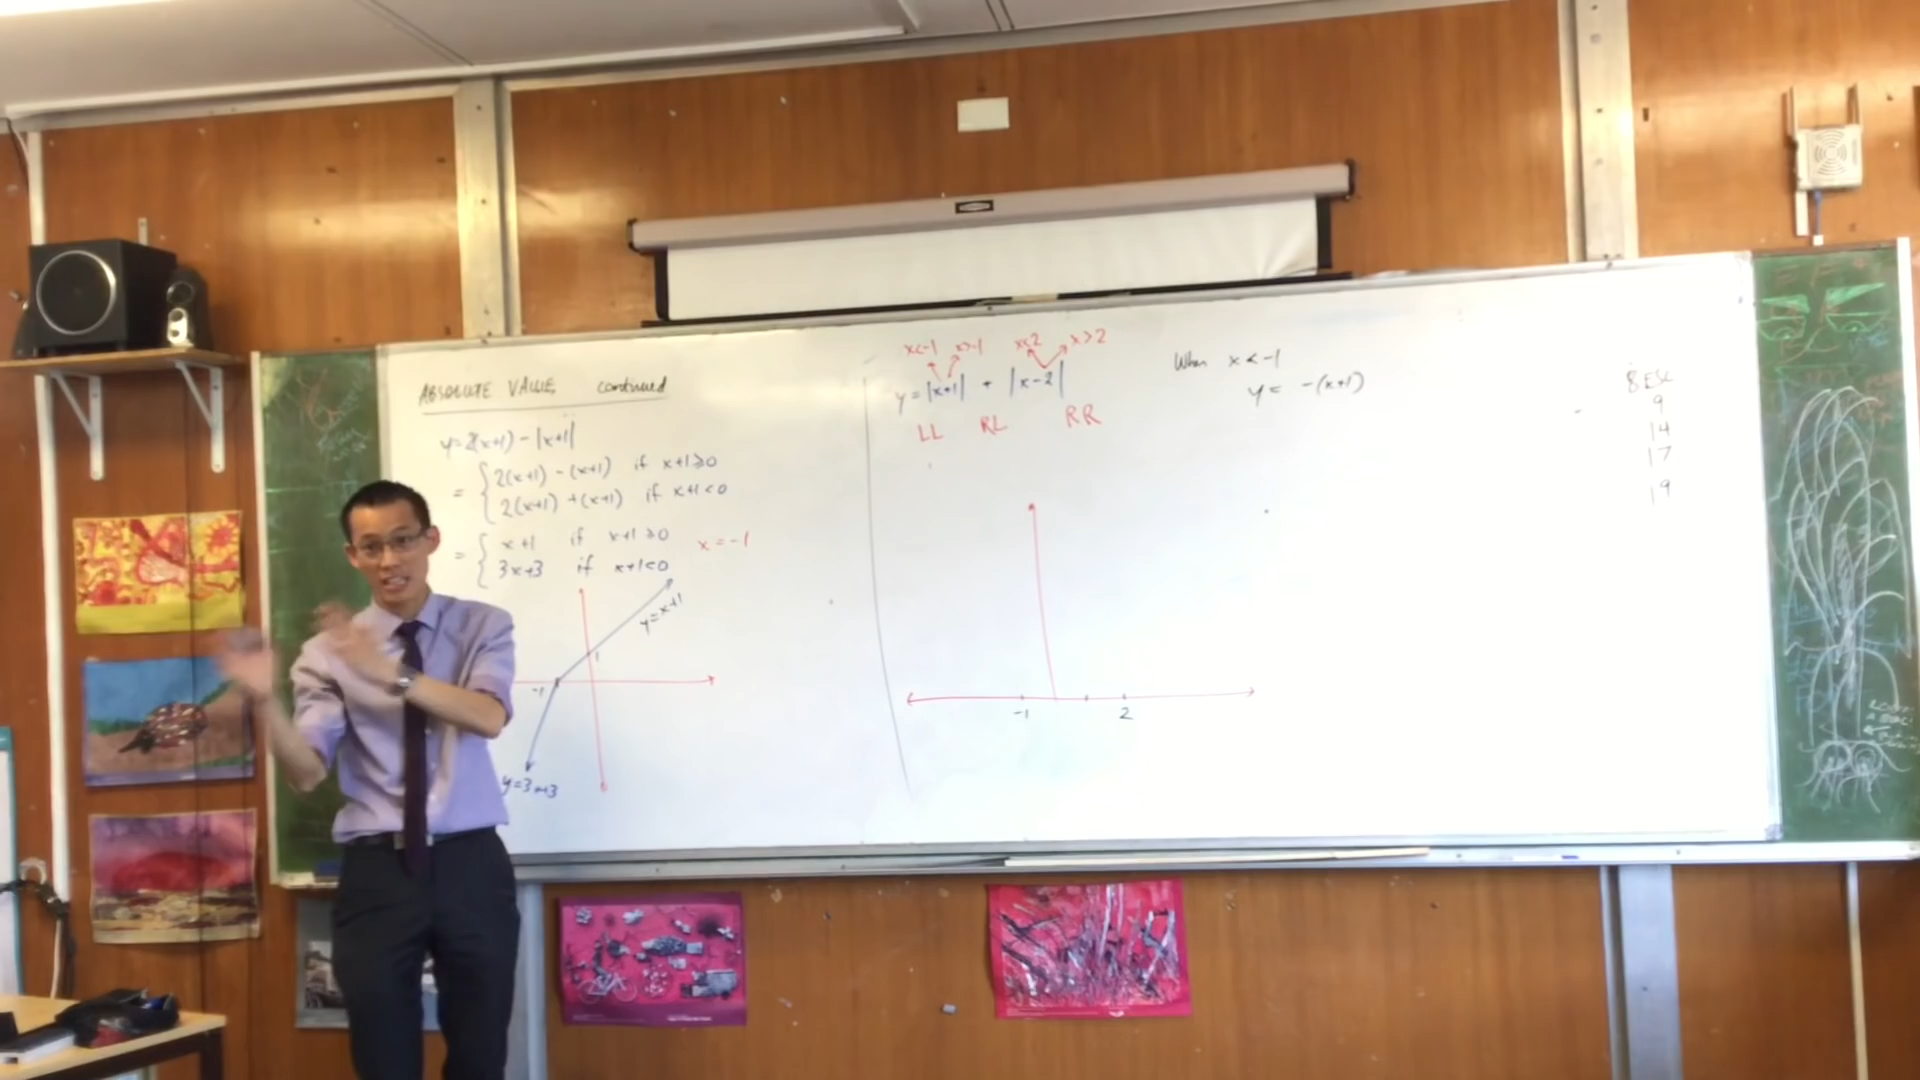 ABSOLUTE VALUE continued
y=2(x+1) - |x+1|
= { 2(x+1) - (x+1) if x+1≥0
2(x+1) + (x+1) if x+1<0
= { x+1 if x+1≥0
3x+3 if x+1<0
x = -1
y=x+1
1
-1
y=3x+3
x<-1 x>-1 x<2 x>2
y = |x+1| + |x-2|
LL RL RR
-1 2
When x < -1
y = -(x+1)
8 ESC
9
14
17
19